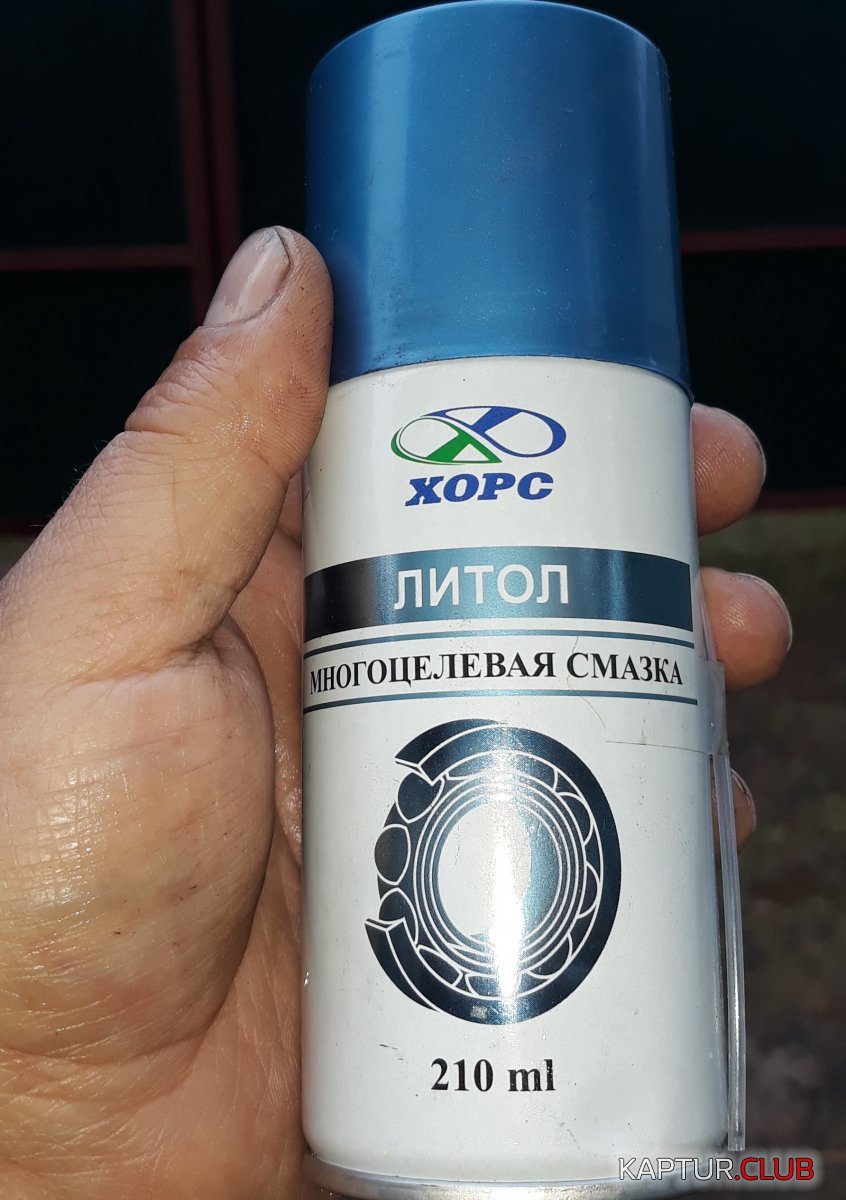 ХОРС
ЛИТОЛ
МНОГОЦЕЛЕВАЯ СМАЗКА
210 ml
KAPTUR.CLUB